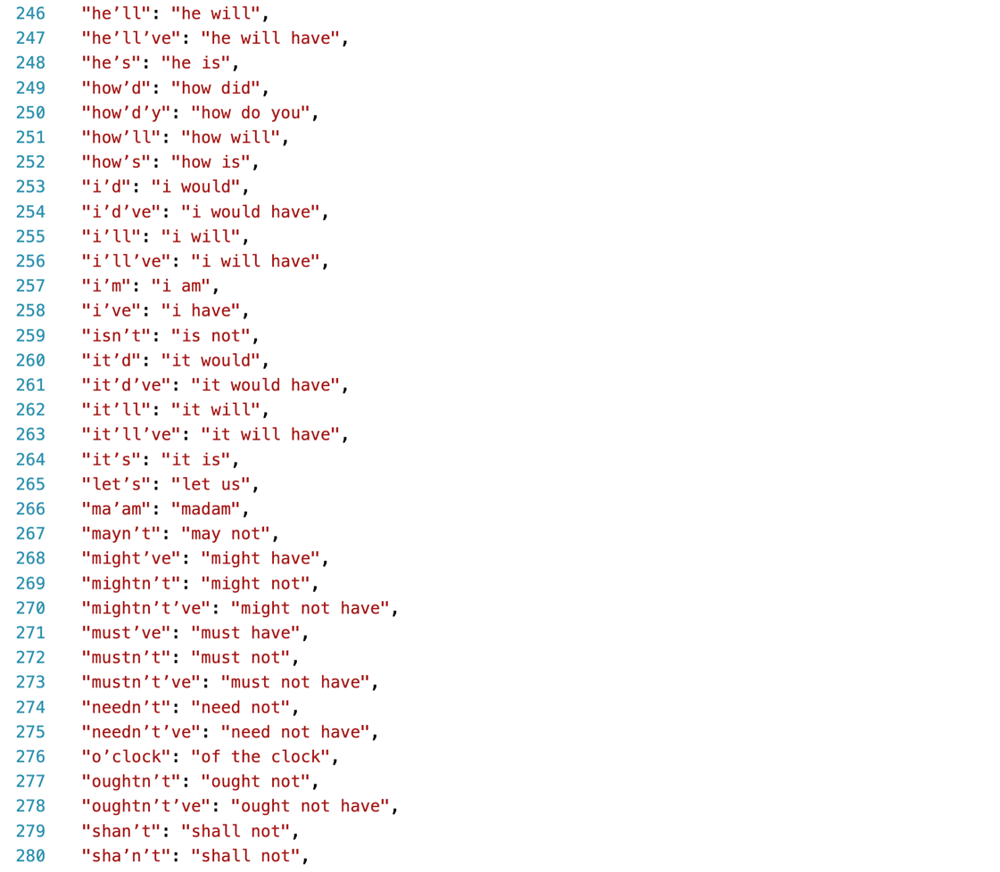 246 "he’ll": "he will",
247 "he’ll’ve": "he will have",
248 "he’s": "he is",
249 "how’d": "how did",
250 "how’d’y": "how do you",
251 "how’ll": "how will",
252 "how’s": "how is",
253 "i’d": "i would",
254 "i’d’ve": "i would have",
255 "i’ll": "i will",
256 "i’ll’ve": "i will have",
257 "i’m": "i am",
258 "i’ve": "i have",
259 "isn’t": "is not",
260 "it’d": "it would",
261 "it’d’ve": "it would have",
262 "it’ll": "it will",
263 "it’ll’ve": "it will have",
264 "it’s": "it is",
265 "let’s": "let us",
266 "ma’am": "madam",
267 "mayn’t": "may not",
268 "might’ve": "might have",
269 "mightn’t": "might not",
270 "mightn’t’ve": "might not have",
271 "must’ve": "must have",
272 "mustn’t": "must not",
273 "mustn’t’ve": "must not have",
274 "needn’t": "need not",
275 "needn’t’ve": "need not have",
276 "o’clock": "of the clock",
277 "oughtn’t": "ought not",
278 "oughtn’t’ve": "ought not have",
279 "shan’t": "shall not",
280 "sha’n’t": "shall not",